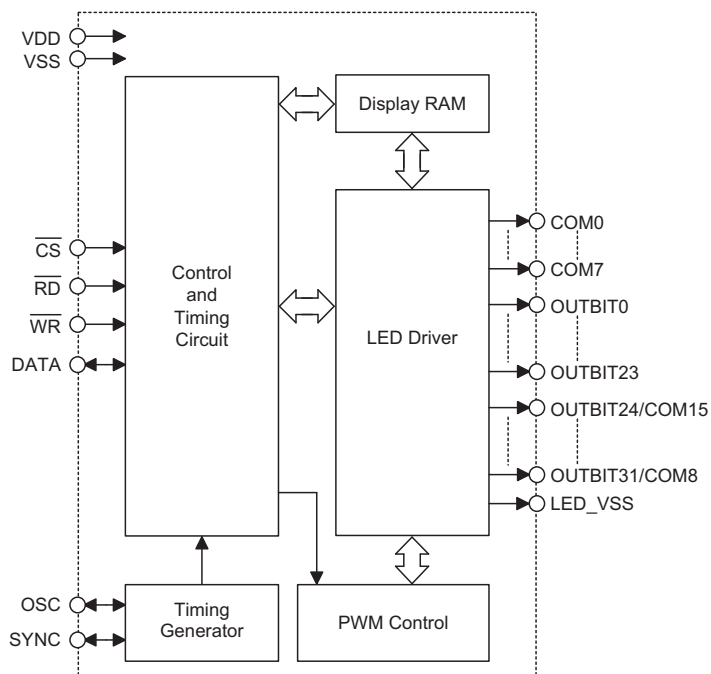 VDD
VSS
Display RAM
CS
RD
WR
DATA
Control
and
Timing
Circuit
LED Driver
COM0
COM7
OUTBIT0
OUTBIT23
OUTBIT24/COM15
OUTBIT31/COM8
LED_VSS
OSC
SYNC
Timing
Generator
PWM Control